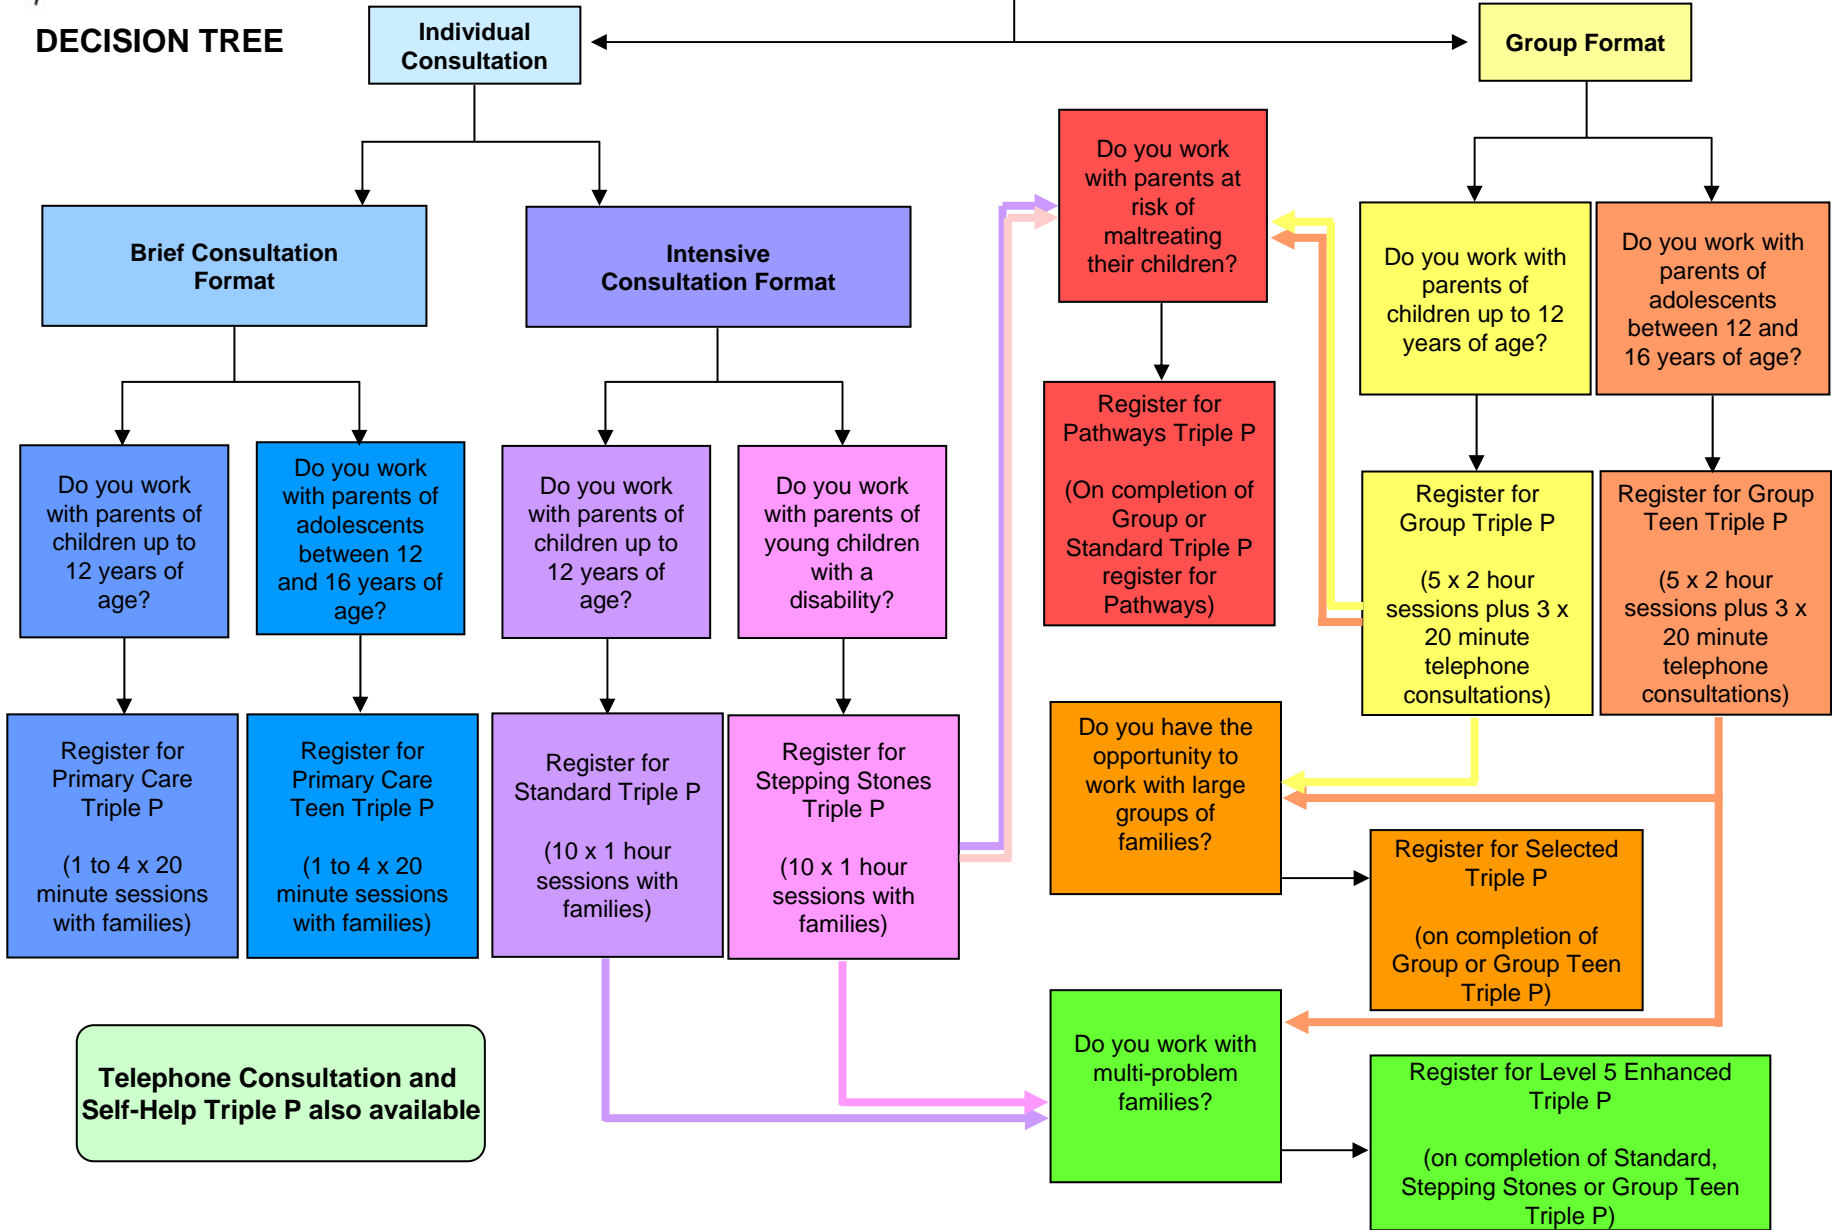 DECISION TREE
Individual
Consultation
Group Format
Brief Consultation
Format
Intensive
Consultation Format
Do you work
with parents at
risk of
maltreating
their children?
Do you work with
parents of
children up to 12
years of age?
Do you work with
parents of
adolescents
between 12 and
16 years of age?
Do you work
with parents of
children up to
12 years of
age?
Do you work
with parents of
adolescents
between 12
and 16 years of
age?
Do you work
with parents of
children up to
12 years of
age?
Do you work
with parents of
young children
with a
disability?
Register for
Pathways Triple P
(On completion of
Group or
Standard Triple P
register for
Pathways)
Register for
Group Triple P
(5 x 2 hour
sessions plus 3 x
20 minute
telephone
consultations)
Register for Group
Teen Triple P
(5 x 2 hour
sessions plus 3 x
20 minute
telephone
consultations)
Register for
Primary Care
Triple P
(1 to 4 x 20
minute sessions
with families)
Register for
Primary Care
Teen Triple P
(1 to 4 x 20
minute sessions
with families)
Register for
Standard Triple P
(10 x 1 hour
sessions with
families)
Register for
Stepping Stones
Triple P
(10 x 1 hour
sessions with
families)
Do you have the
opportunity to
work with large
groups of
families?
Register for Selected
Triple P
(on completion of
Group or Group Teen
Triple P)
Do you work with
multi-problem
families?
Register for Level 5 Enhanced
Triple P
(on completion of Standard,
Stepping Stones or Group Teen
Triple P)
Telephone Consultation and
Self-Help Triple P also available